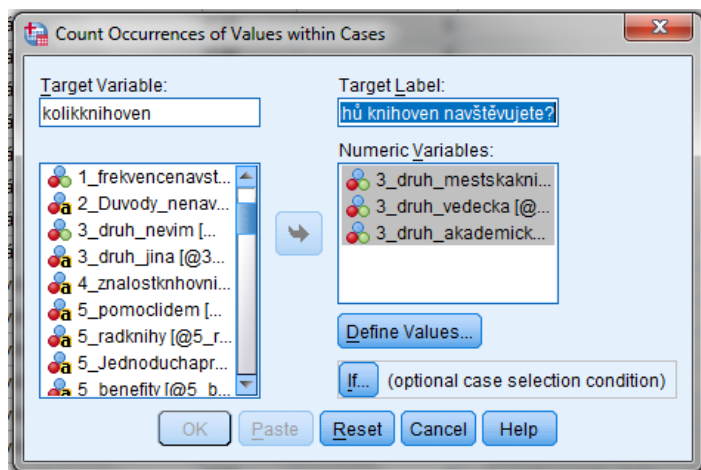 Count Occurrences of Values within Cases
Target Variable:
kolikknihoven
Target Label:
hů knihoven navštěvujete?
1_frekvencenavst...
2_Duvody_nenav...
3_druh_nevim [...
3_druh_jina [@3...
4_znalostknhovni...
5_pomoclidem [...
5_radknihy [@5_r...
5_Jednoduchapr...
5_benefity [@5_b...
Numeric Variables:
3_druh_mestskakni...
3_druh_vedecka [@...
3_druh_akademick...
Define Values...
If... (optional case selection condition)
OK Paste Reset Cancel Help